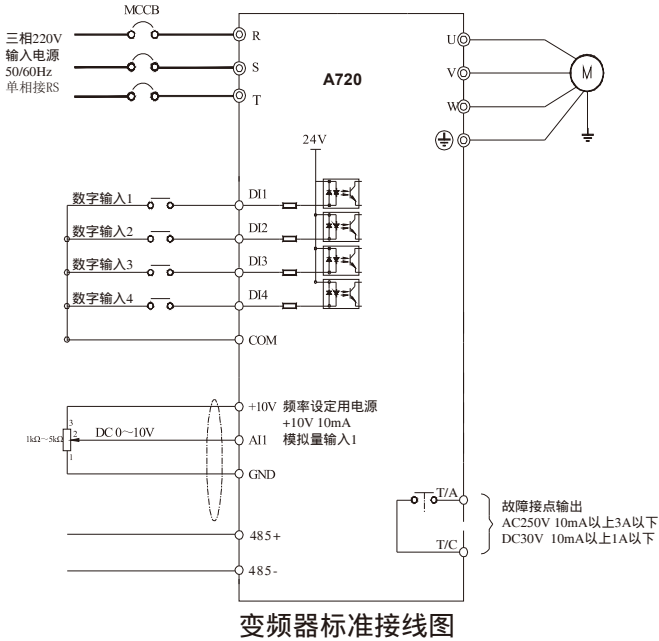 MCCB
三相220V
输入电源
50/60Hz
单相接RS
R
S
T
A720
U
V
W
M
24V
数字输入1
DI1
数字输入2
DI2
数字输入3
DI3
数字输入4
DI4
COM
+10V 频率设定用电源
+10V 10mA
3
1kΩ～5kΩ
2
DC 0～10V
AI1 模拟量输入1
1
GND
T/A
故障接点输出
AC250V 10mA以上3A以下
DC30V 10mA以上1A以下
T/C
485+
485-
变频器标准接线图